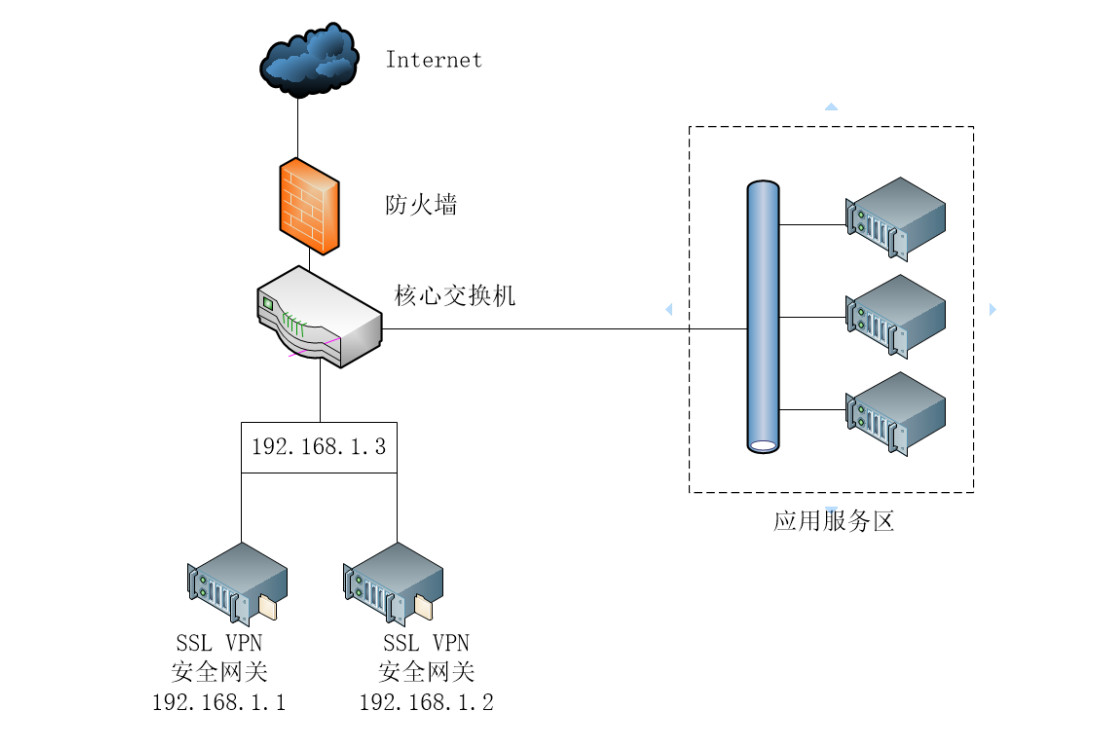 Internet
防火墙
核心交换机
192.168.1.3
应用服务区
SSL VPN
安全网关
192.168.1.1
SSL VPN
安全网关
192.168.1.2